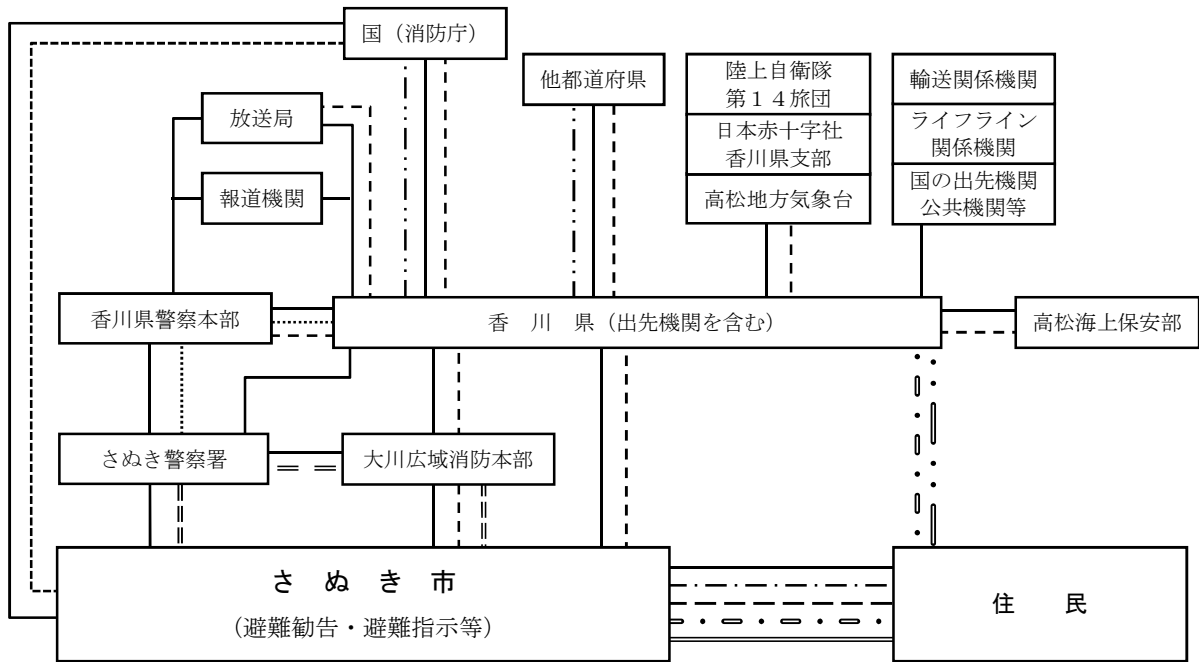 国（消防庁）
他都道府県
陸上自衛隊
第１４旅団
日本赤十字社
香川県支部
高松地方気象台
輸送関係機関
ライフライン
関係機関
国の出先機関
公共機関等
放送局
報道機関
香川県警察本部
香　川　県（出先機関を含む）
高松海上保安部
さぬき警察署
大川広域消防本部
さ　ぬ　き　市
（避難勧告・避難指示等）
住　　民